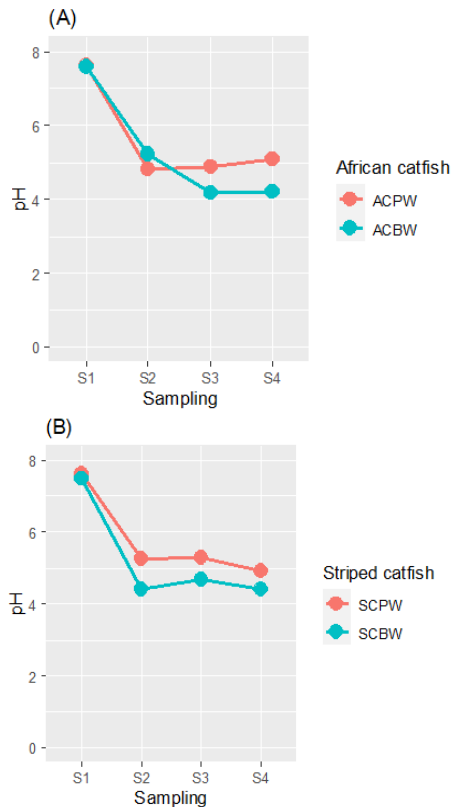 (A)
8
6
4
2
0
pH
S1 S2 S3 S4
Sampling
African catfish
ACPW
ACBW
(B)
8
6
4
2
0
pH
S1 S2 S3 S4
Sampling
Striped catfish
SCPW
SCBW